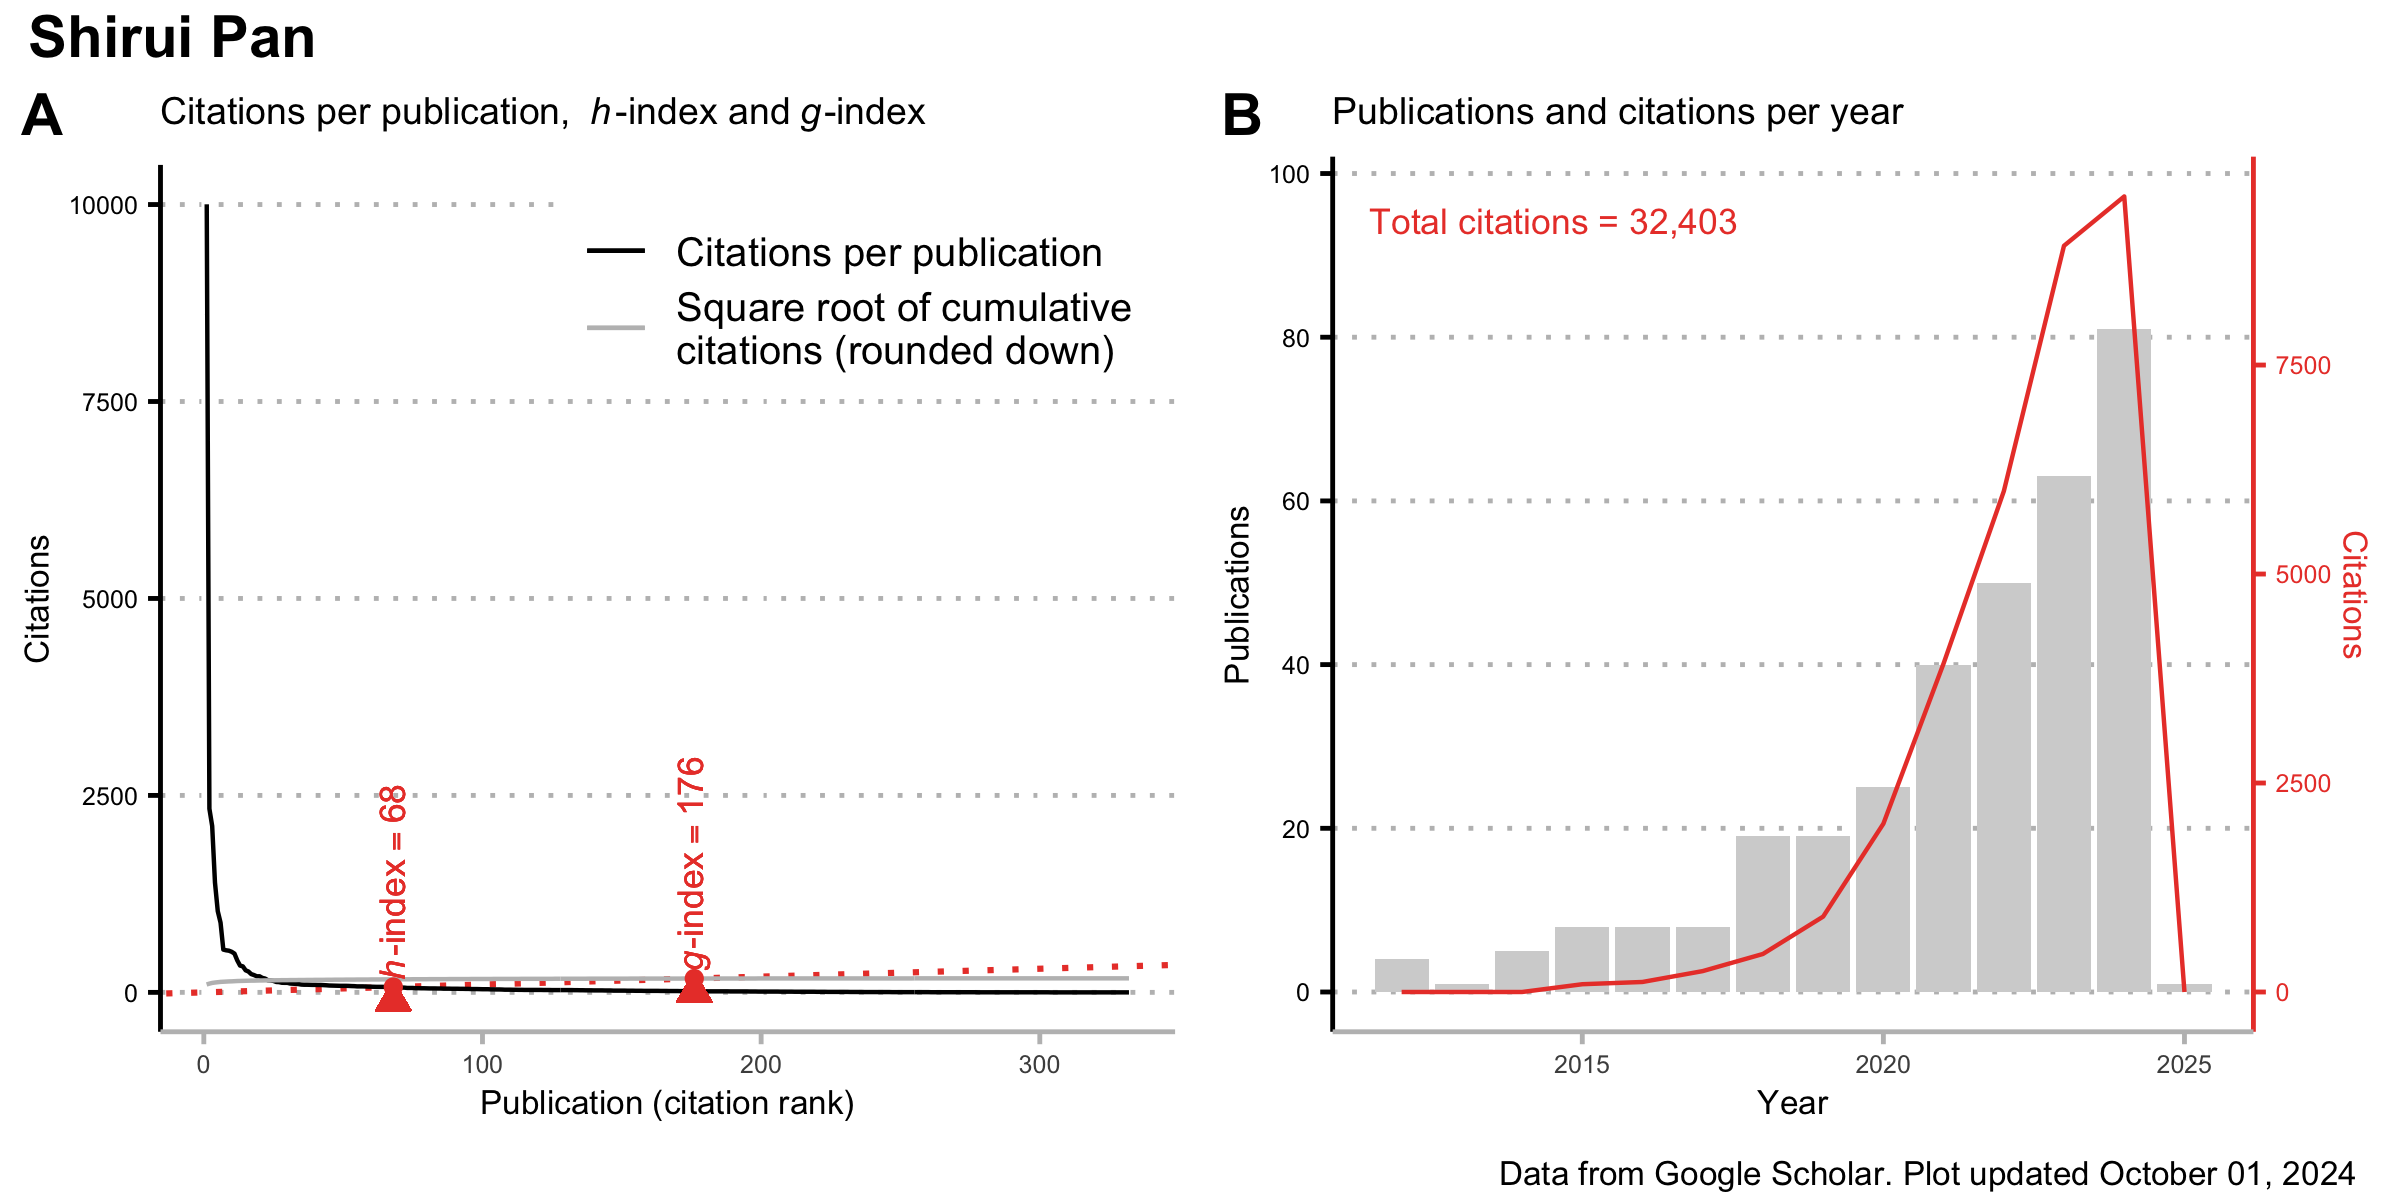 Shirui Pan
A
Citations per publication, h-index and g-index
10000
7500
5000
2500
0
Citations
Citations per publication
Square root of cumulative
citations (rounded down)
h-index = 68
g-index = 176
0
100
200
300
Publication (citation rank)
B
Publications and citations per year
100
80
60
40
20
0
Publications
Total citations = 32,403
7500
5000
2500
0
Citations
2015
2020
2025
Year
Data from Google Scholar. Plot updated October 01, 2024